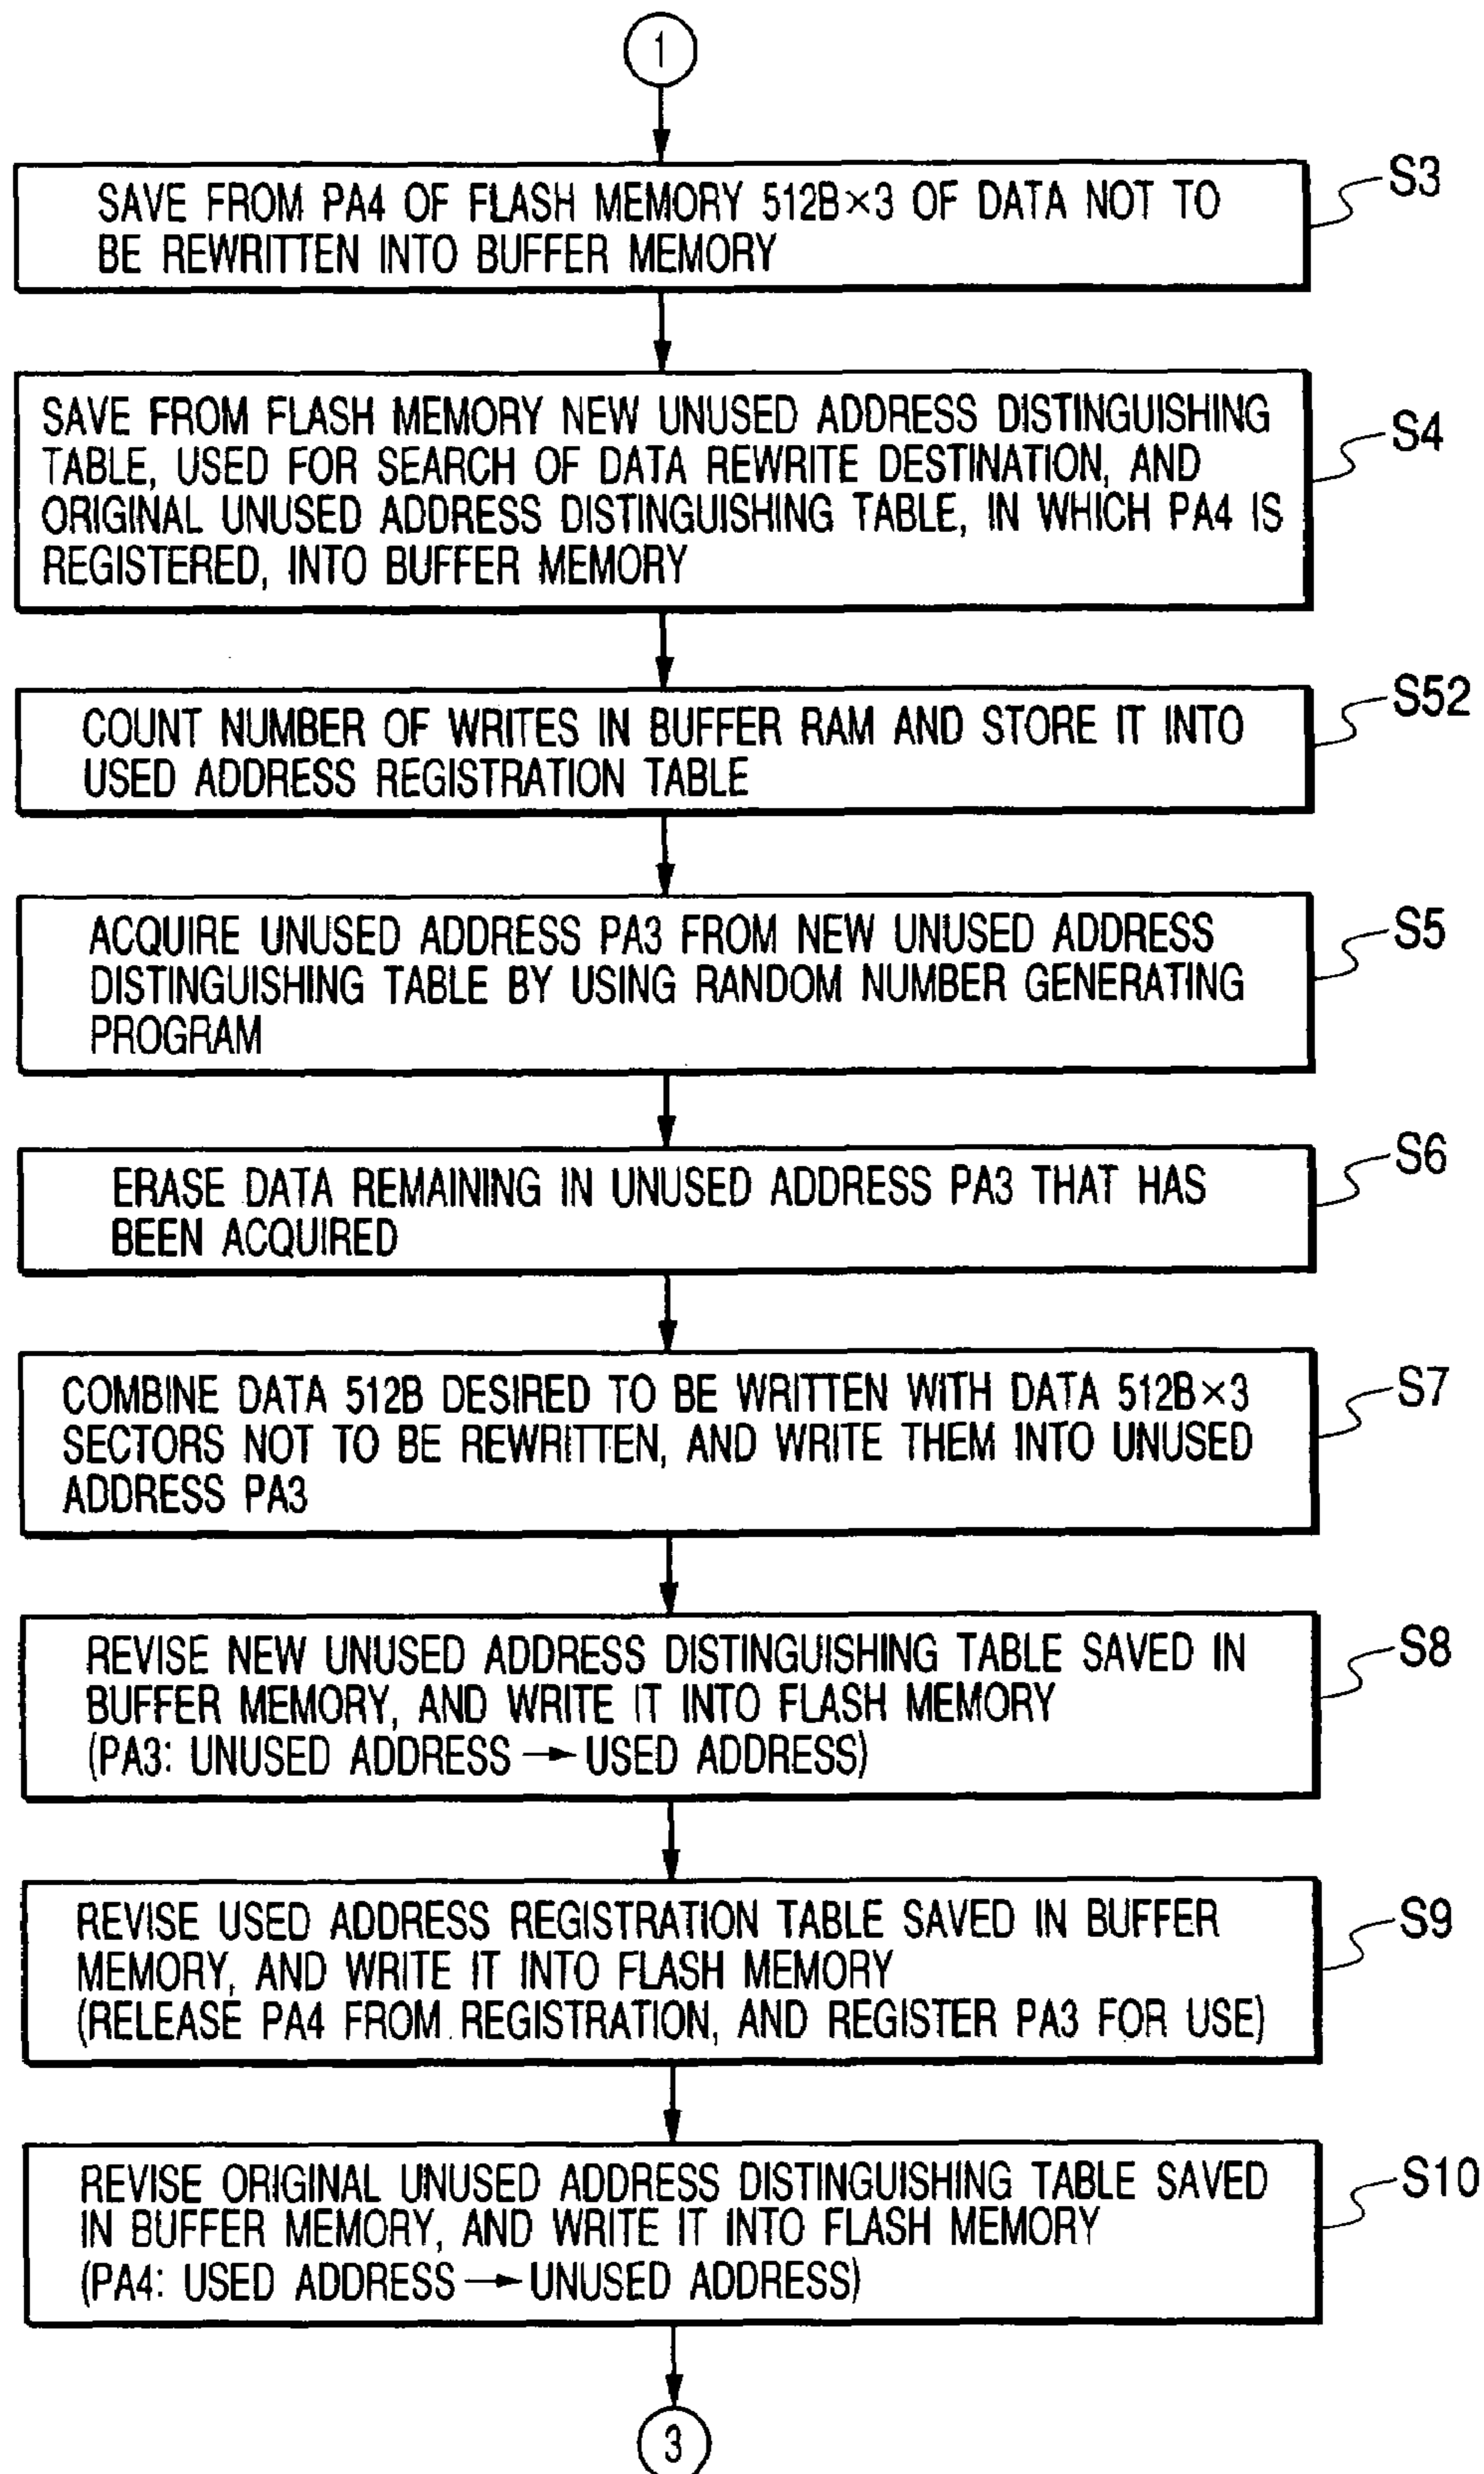 1
S3
SAVE FROM PA4 OF FLASH MEMORY 512B×3 OF DATA NOT TO
BE REWRITTEN INTO BUFFER MEMORY
S4
SAVE FROM FLASH MEMORY NEW UNUSED ADDRESS DISTINGUISHING
TABLE, USED FOR SEARCH OF DATA REWRITE DESTINATION, AND
ORIGINAL UNUSED ADDRESS DISTINGUISHING TABLE, IN WHICH PA4 IS
REGISTERED, INTO BUFFER MEMORY
S52
COUNT NUMBER OF WRITES IN BUFFER RAM AND STORE IT INTO
USED ADDRESS REGISTRATION TABLE
S5
ACQUIRE UNUSED ADDRESS PA3 FROM NEW UNUSED ADDRESS
DISTINGUISHING TABLE BY USING RANDOM NUMBER GENERATING
PROGRAM
S6
ERASE DATA REMAINING IN UNUSED ADDRESS PA3 THAT HAS
BEEN ACQUIRED
S7
COMBINE DATA 512B DESIRED TO BE WRITTEN WITH DATA 512B×3
SECTORS NOT TO BE REWRITTEN, AND WRITE THEM INTO UNUSED
ADDRESS PA3
S8
REVISE NEW UNUSED ADDRESS DISTINGUISHING TABLE SAVED IN
BUFFER MEMORY, AND WRITE IT INTO FLASH MEMORY
(PA3: UNUSED ADDRESS → USED ADDRESS)
S9
REVISE USED ADDRESS REGISTRATION TABLE SAVED IN BUFFER
MEMORY, AND WRITE IT INTO FLASH MEMORY
(RELEASE PA4 FROM REGISTRATION, AND REGISTER PA3 FOR USE)
S10
REVISE ORIGINAL UNUSED ADDRESS DISTINGUISHING TABLE SAVED
IN BUFFER MEMORY, AND WRITE IT INTO FLASH MEMORY
(PA4: USED ADDRESS → UNUSED ADDRESS)
3